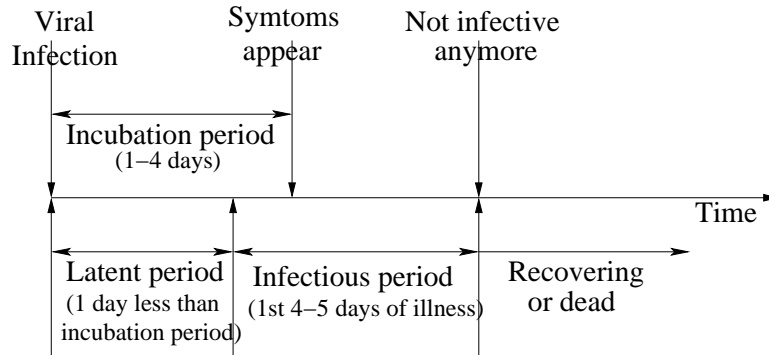 Viral
Infection
Symtoms
appear
Not infective
anymore
Incubation period
(1–4 days)
Time
Latent period
(1 day less than
incubation period)
Infectious period
(1st 4–5 days of illness)
Recovering
or dead